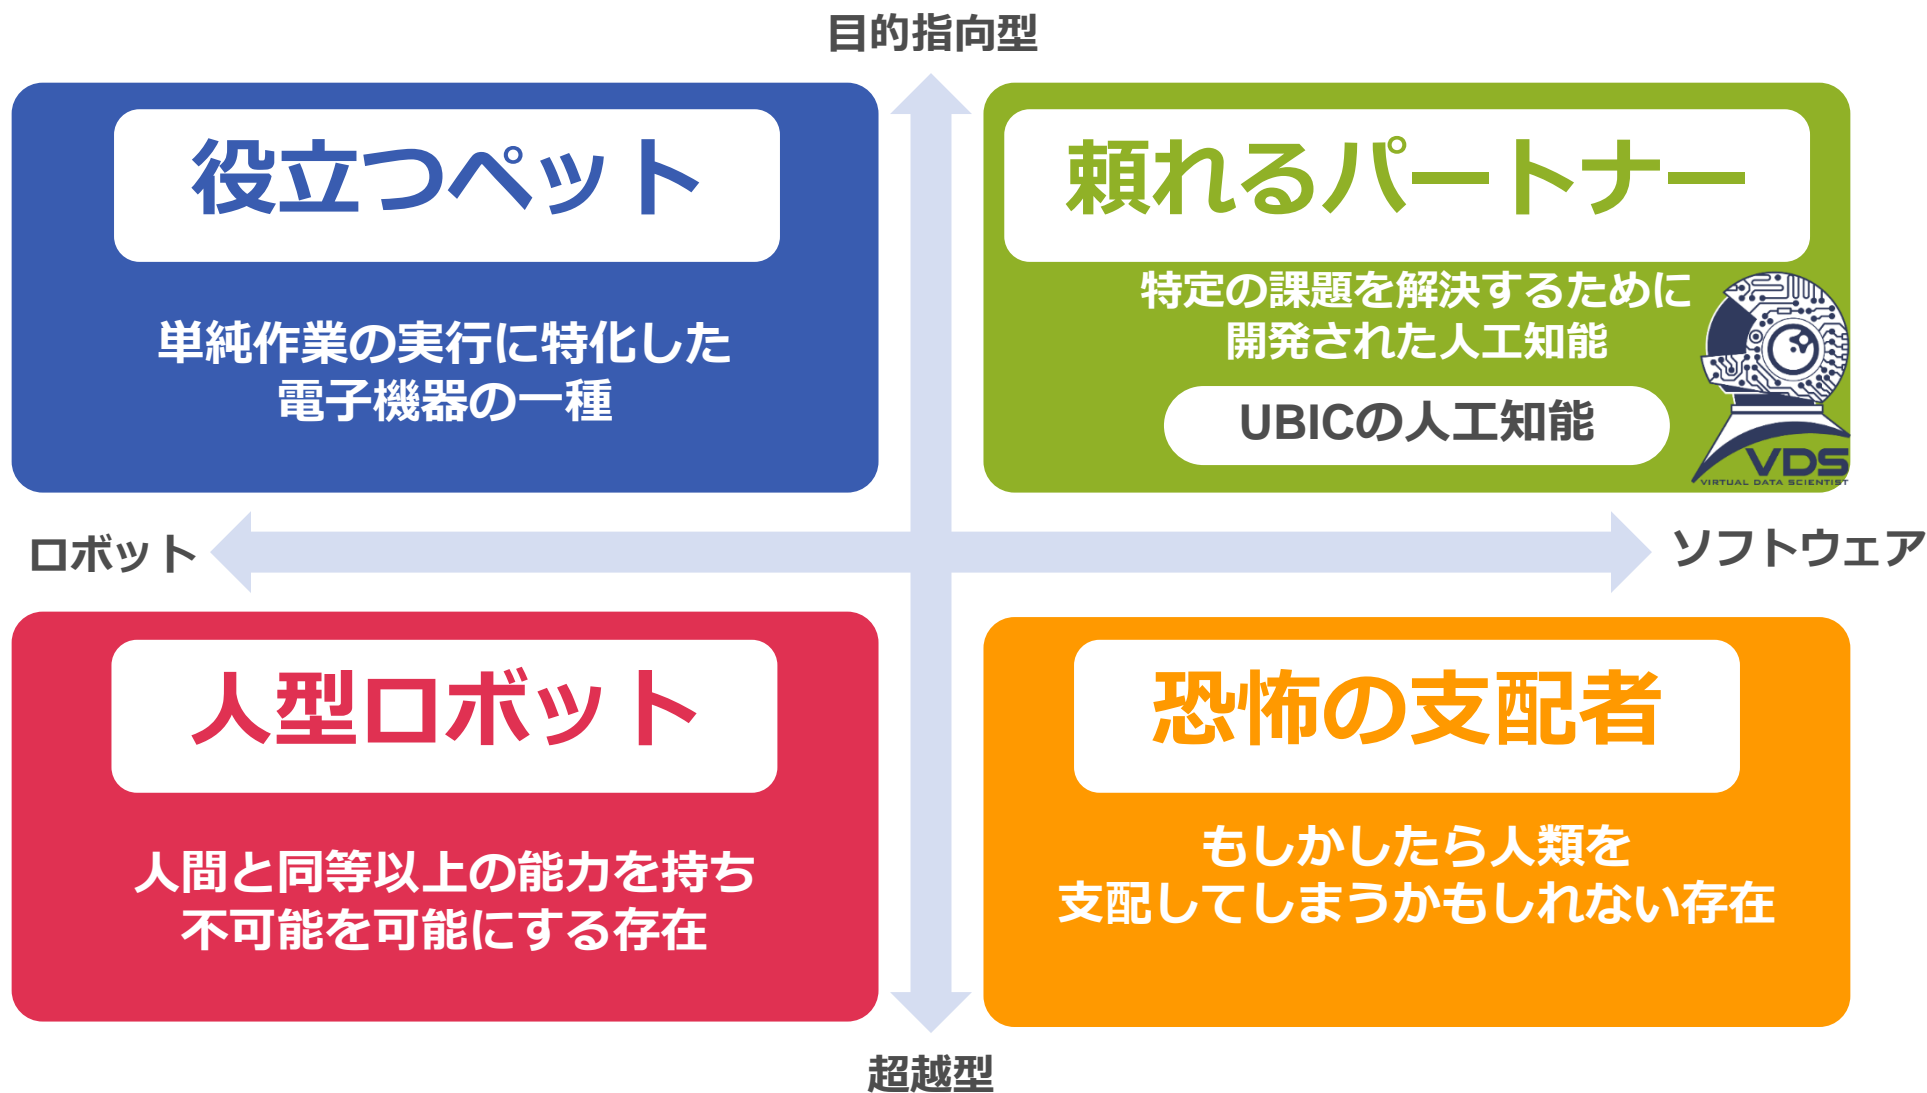 目的指向型
役立つペット
単純作業の実行に特化した
電子機器の一種
頼れるパートナー
特定の課題を解決するために
開発された人工知能
UBICの人工知能
VDS
VIRTUAL DATA SCIENTIST
ロボット
ソフトウェア
人型ロボット
人間と同等以上の能力を持ち
不可能を可能にする存在
恐怖の支配者
もしかしたら人類を
支配してしまうかもしれない存在
超越型